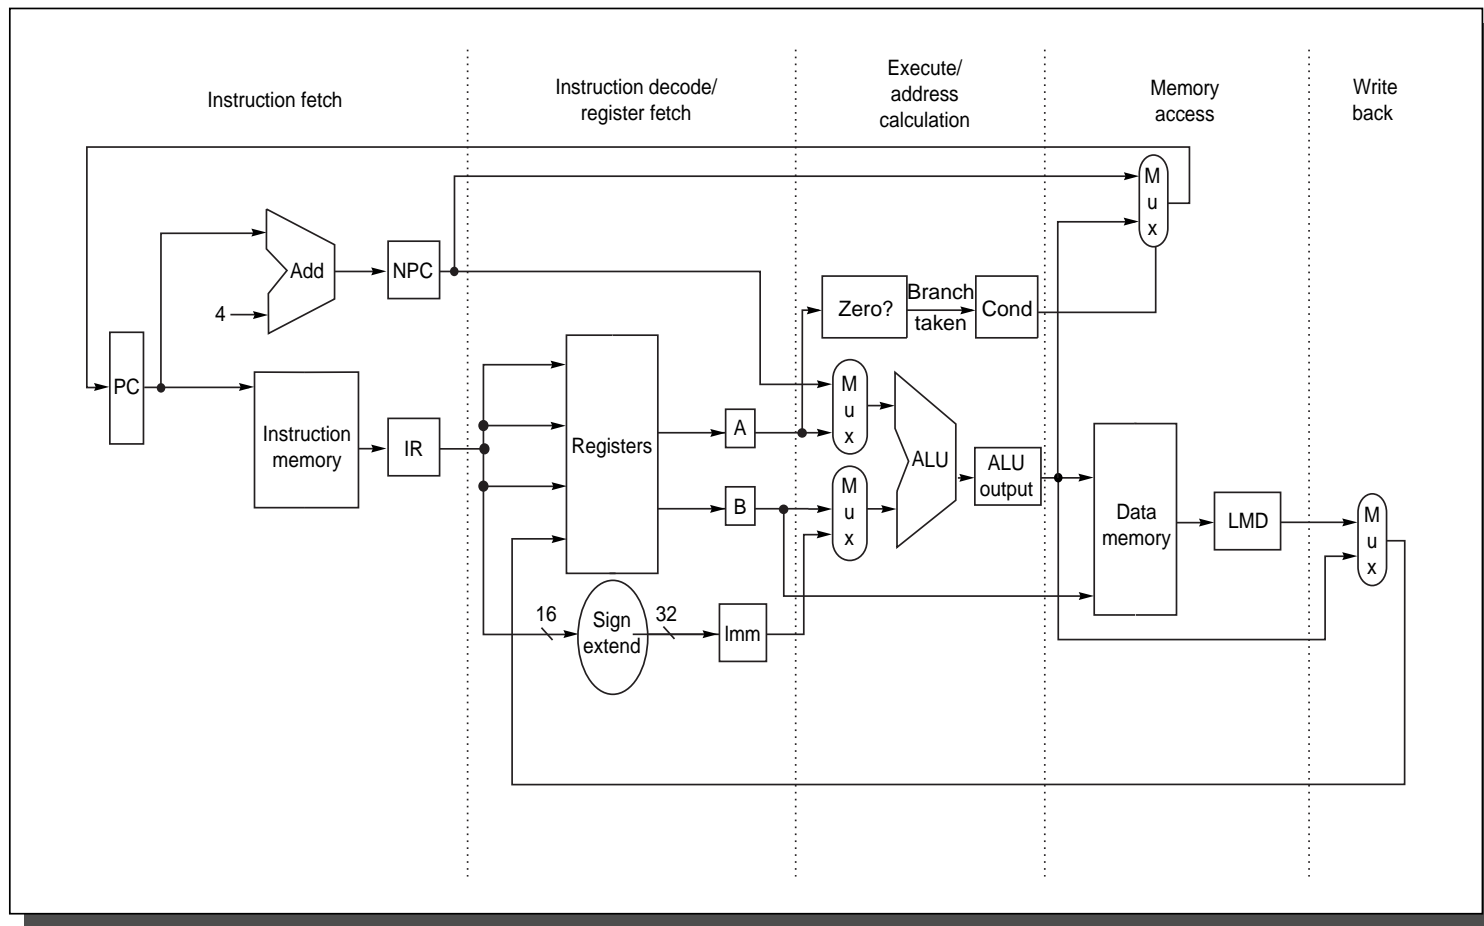 Instruction fetch
Instruction decode/
register fetch
Execute/
address
calculation
Memory
access
Write
back
M
u
x
Add
NPC
4
Zero?
Branch
taken
Cond
PC
Instruction
memory
IR
Registers
A
B
M
u
x
M
u
x
ALU
ALU
output
Data
memory
LMD
M
u
x
16
Sign
extend
32
Imm